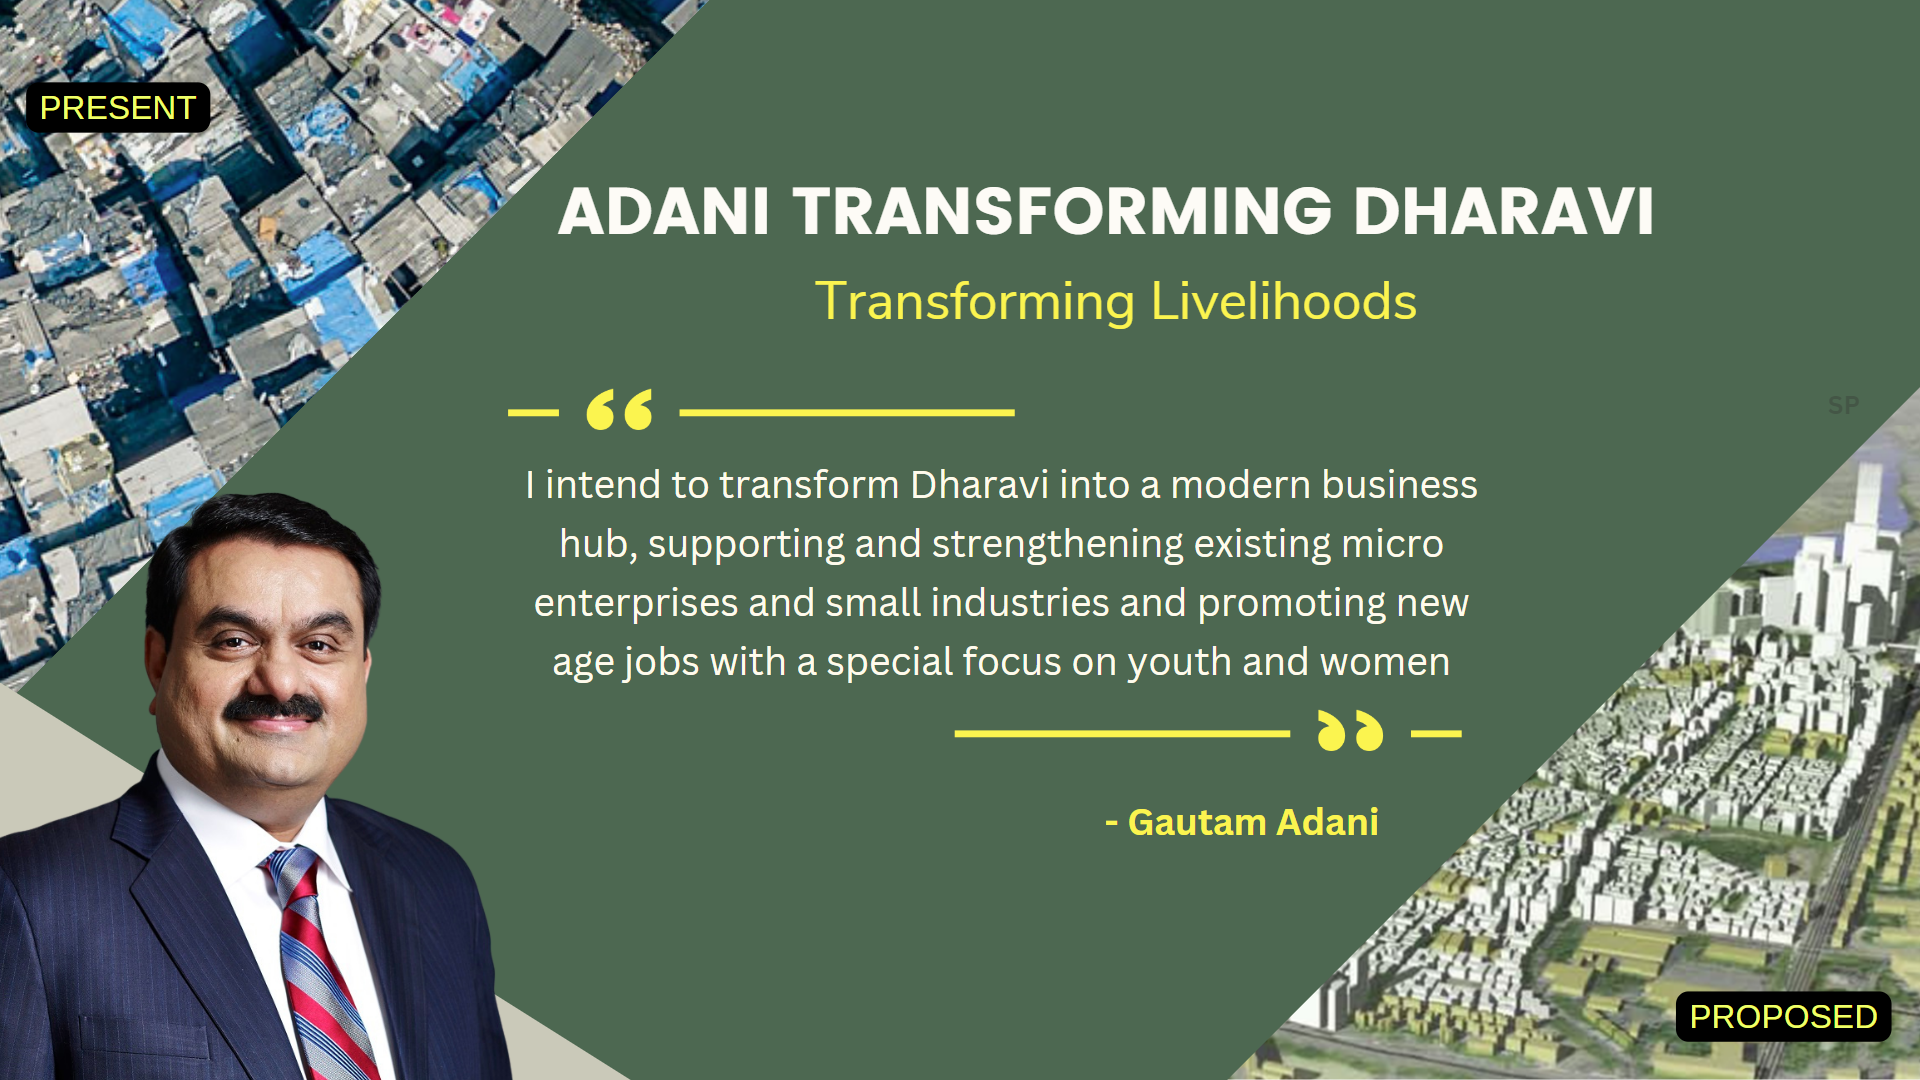 PRESENT
ADANI TRANSFORMING DHARAVI
Transforming Livelihoods
“
SP
I intend to transform Dharavi into a modern business
hub, supporting and strengthening existing micro
enterprises and small industries and promoting new
age jobs with a special focus on youth and women
”
- Gautam Adani
PROPOSED